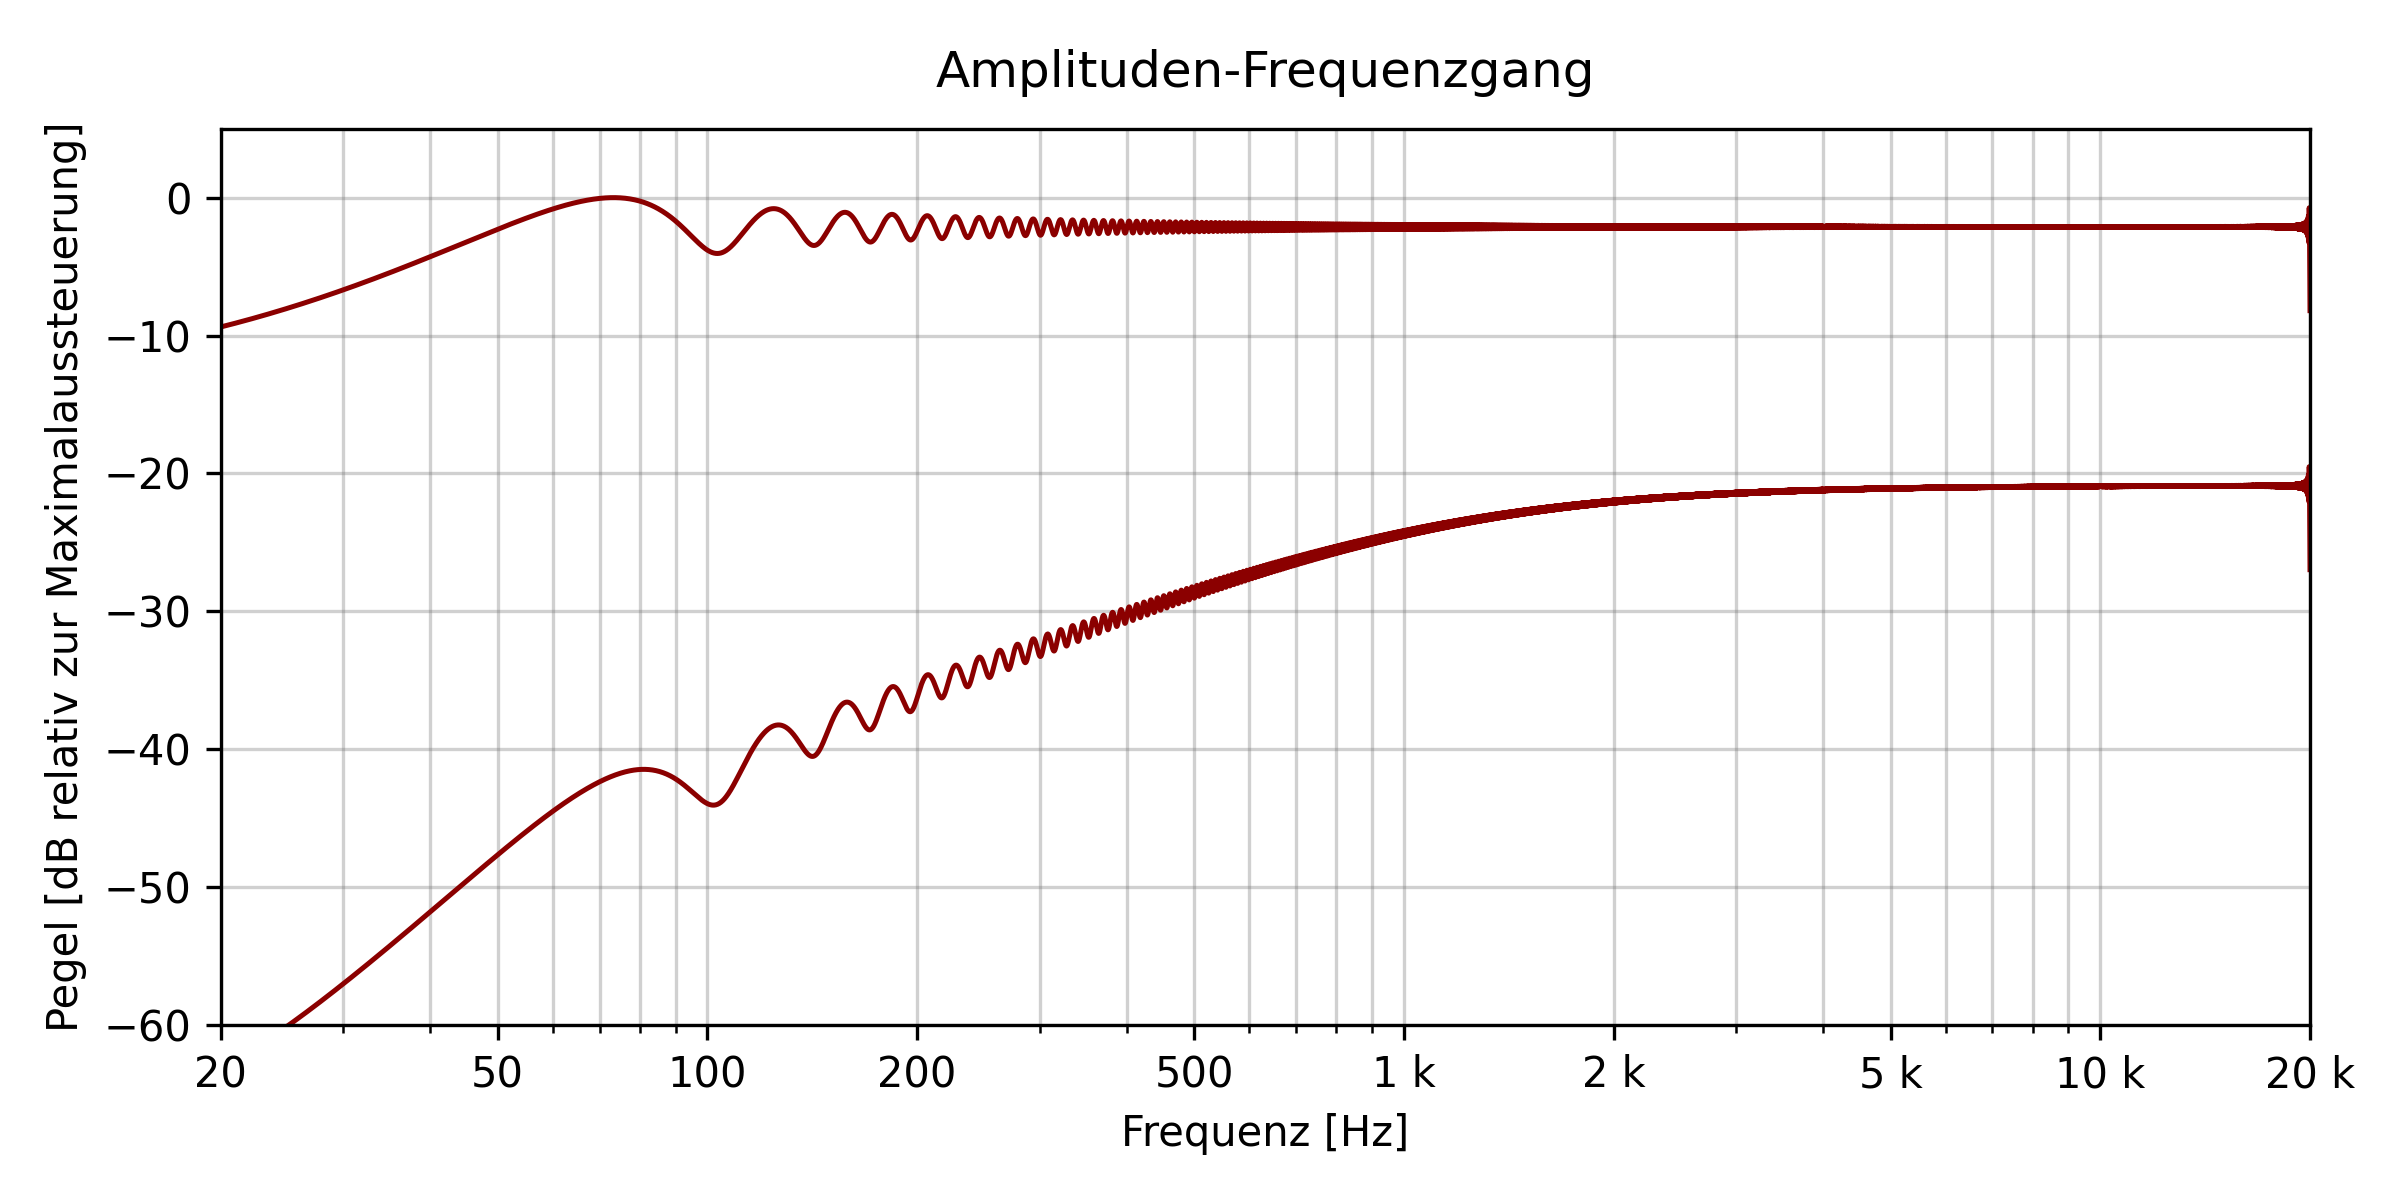 Amplituden-Frequenzgang
Pegel [dB relativ zur Maximalaussteuerung]
0
−10
−20
−30
−40
−50
−60
20 50 100 200 500 1 k 2 k 5 k 10 k 20 k
Frequenz [Hz]